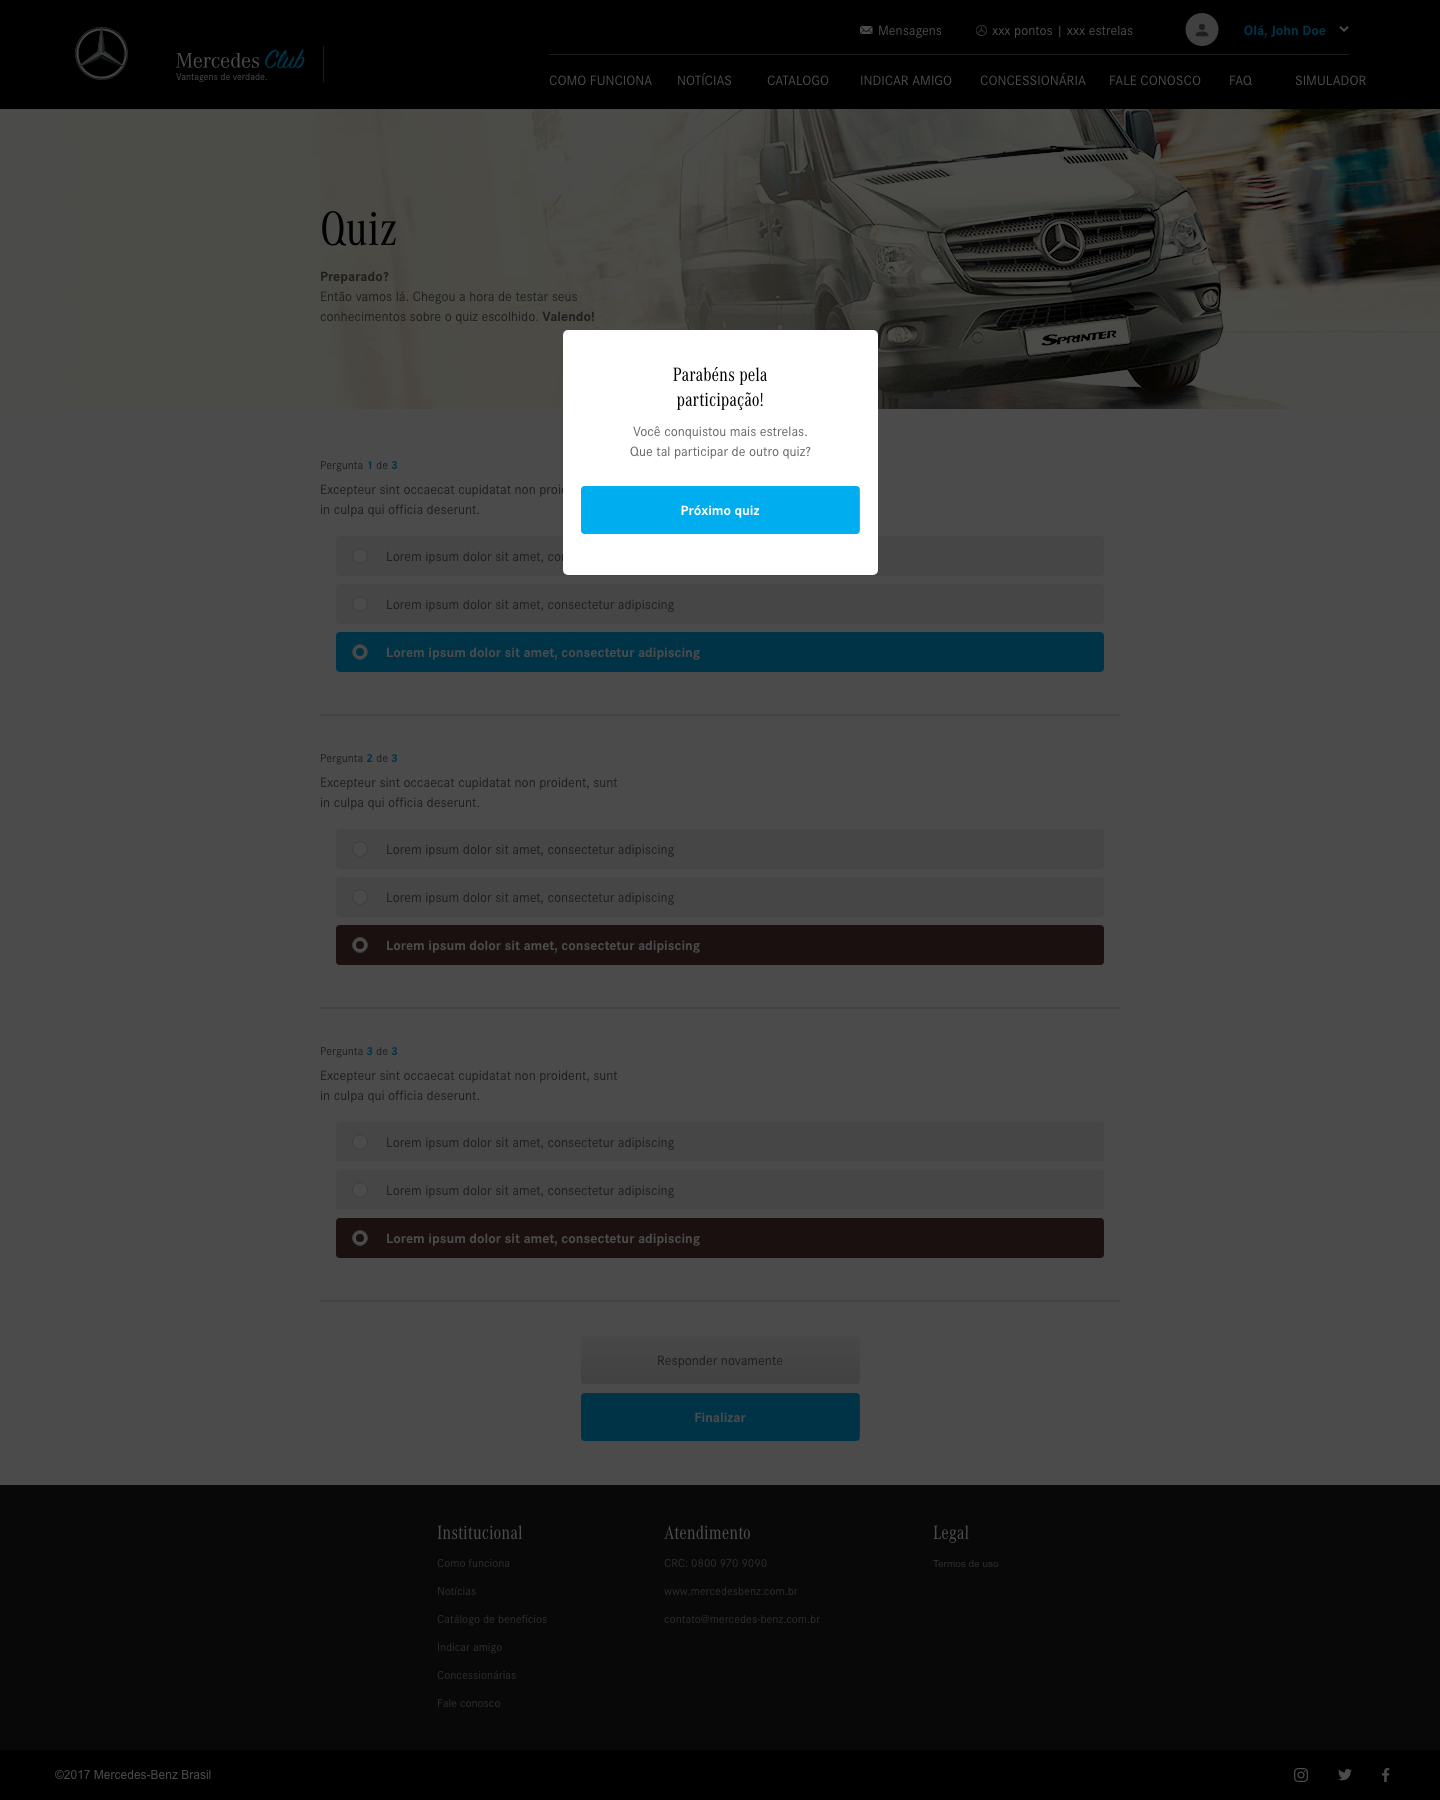 Mensagens
xxx pontos | xxx estrelas
Olá, John Doe
Mercedes Club
Vantagens de verdade.
COMO FUNCIONA
NOTÍCIAS
CATALOGO
INDICAR AMIGO
CONCESSIONÁRIA
FALE CONOSCO
FAQ
SIMULADOR
Quiz
Preparado?
Então vamos lá. Chegou a hora de testar seus
conhecimentos sobre o quiz escolhido. Valendo!
SPRINTER
Parabéns pela
participação!
Você conquistou mais estrelas.
Que tal participar de outro quiz?
Próximo quiz
Pergunta 1 de 3
Excepteur sint occaecat cupidatat non
in culpa qui officia deserunt.
Lorem ipsum dolor sit amet,
Lorem ipsum dolor sit amet, consectetur adipiscing
Lorem ipsum dolor sit amet, consectetur adipiscing
Pergunta 2 de 3
Excepteur sint occaecat cupidatat non proident, sunt
in culpa qui officia deserunt.
Lorem ipsum dolor sit amet, consectetur adipiscing
Lorem ipsum dolor sit amet, consectetur adipiscing
Lorem ipsum dolor sit amet, consectetur adipiscing
Pergunta 3 de 3
Excepteur sint occaecat cupidatat non proident, sunt
in culpa qui officia deserunt.
Lorem ipsum dolor sit amet, consectetur adipiscing
Lorem ipsum dolor sit amet, consectetur adipiscing
Lorem ipsum dolor sit amet, consectetur adipiscing
Responder novamente
Finalizar
Institucional
Como funciona
Notícias
Catálogo de benefícios
Indicar amigo
Concessionárias
Fale conosco
Atendimento
CRC: 0800 970 9090
www.mercedesbenz.com.br
contato@mercedes-benz.com.br
Legal
Termos de uso
©2017 Mercedes-Benz Brasil